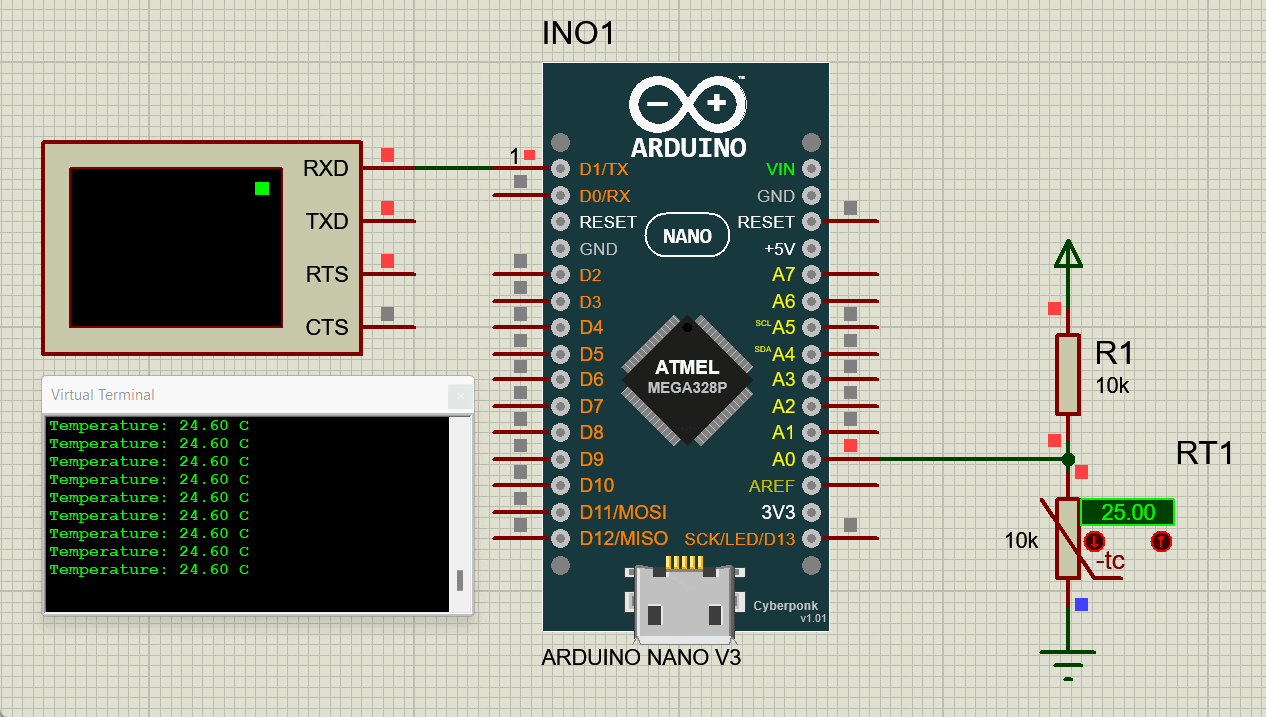 INO1
™
ARDUINO
RXD
TXD
RTS
CTS
1
D1/TX
D0/RX
RESET
GND
D2
D3
D4
D5
D6
D7
D8
D9
D10
D11/MOSI
D12/MISO
NANO
ATMEL
MEGA328P
VIN
GND
RESET
+5V
A7
A6
SCL A5
SDA A4
A3
A2
A1
A0
AREF
3V3
SCK/LED/D13
Cyberponk
v1.01
ARDUINO NANO V3
Virtual Terminal
Temperature: 24.60 C
Temperature: 24.60 C
Temperature: 24.60 C
Temperature: 24.60 C
Temperature: 24.60 C
Temperature: 24.60 C
Temperature: 24.60 C
Temperature: 24.60 C
Temperature: 24.60 C
R1
10k
RT1
25.00
10k
-tc